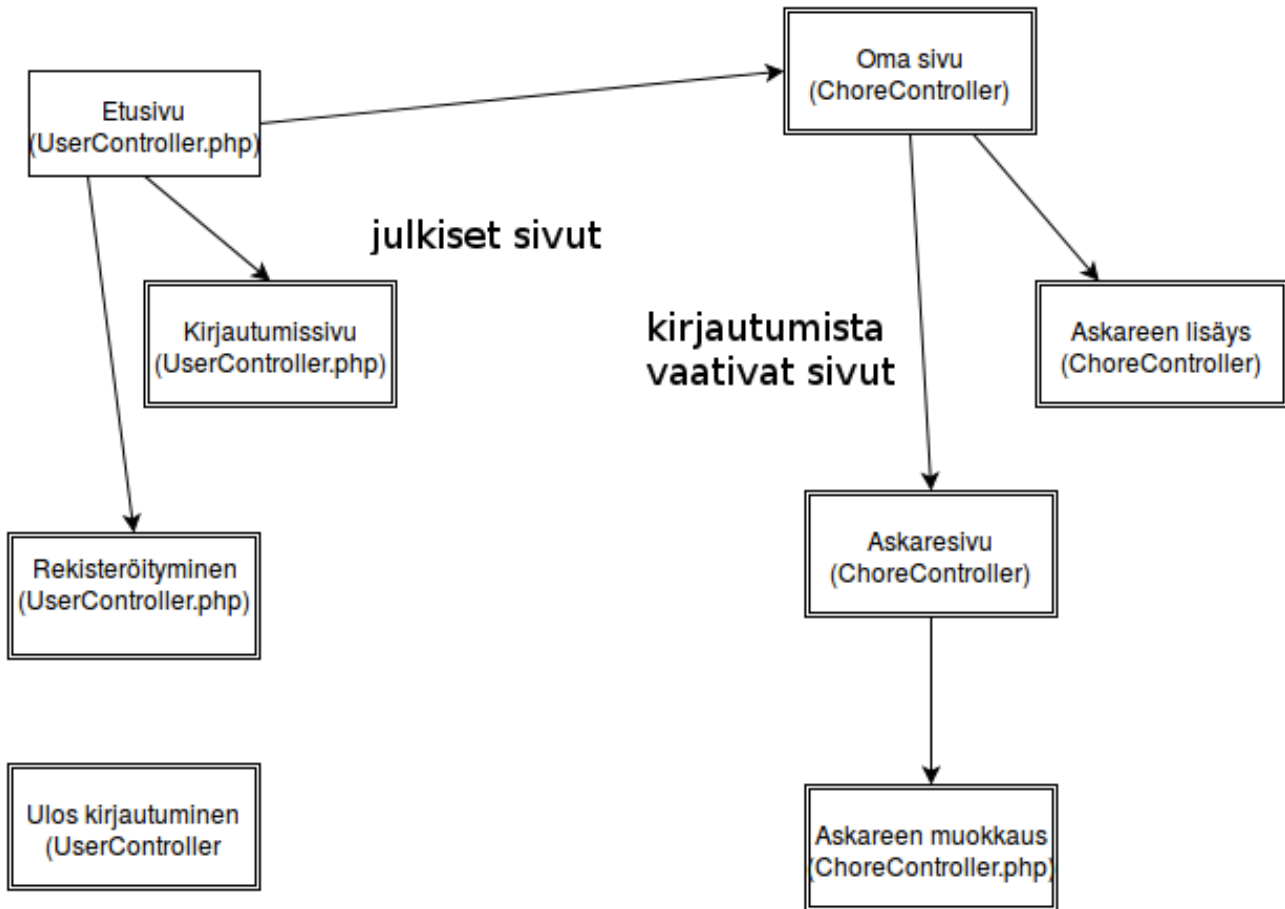 Oma sivu
(ChoreController)
Etusivu
(UserController.php)
julkiset sivut
Kirjautumissivu
(UserController.php)
kirjautumista
vaativat sivut
Askareen lisäys
(ChoreController)
Rekisteröityminen
(UserController.php)
Askaresivu
(ChoreController)
Ulos kirjautuminen
(UserController
Askareen muokkaus
(ChoreController.php)